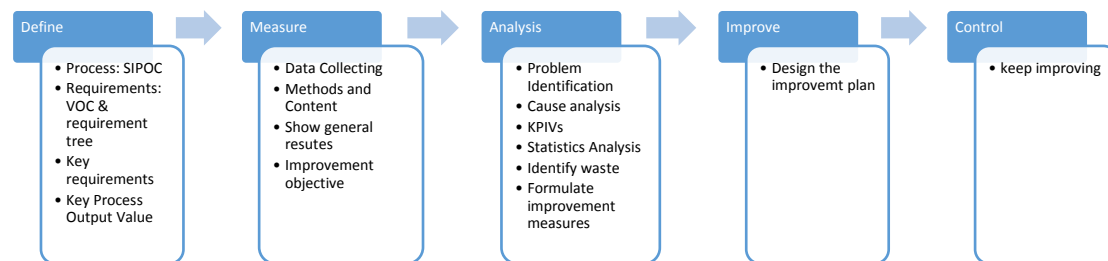 Define
• Process: SIPOC
• Requirements:
VOC &
requirement
tree
• Key
requirements
• Key Process
Output Value
Measure
• Data Collecting
• Methods and
Content
• Show general
resutes
• Improvement
objective
Analysis
• Problem
Identification
• Cause analysis
• KPIVs
• Statistics Analysis
• Identify waste
• Formulate
improvement
measures
Improve
• Design the
improvemt plan
Control
• keep improving